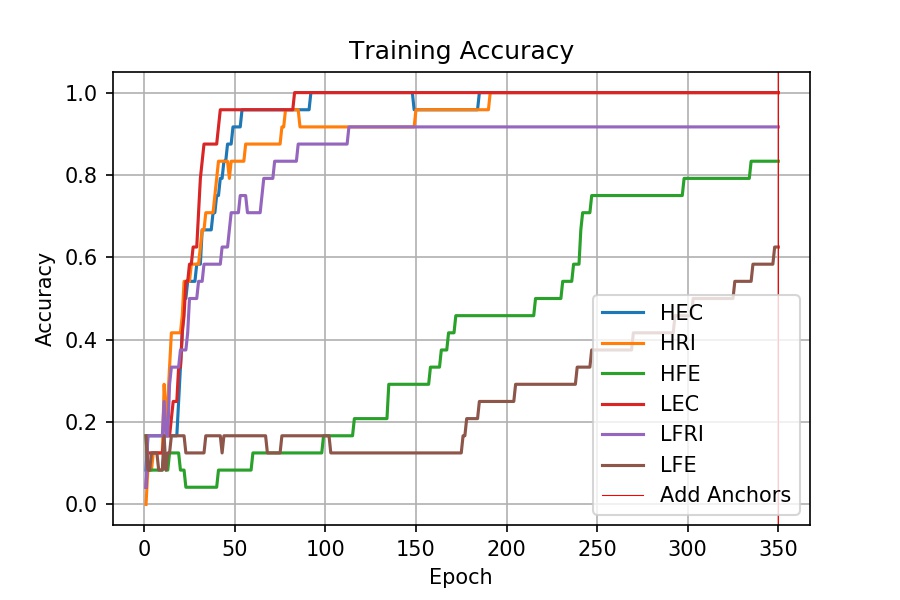 Training Accuracy
1.0
0.8
0.6
0.4
0.2
0.0
Accuracy
HEC
HRI
HFE
LEC
LFRI
LFE
Add Anchors
0 50 100 150 200 250 300 350
Epoch